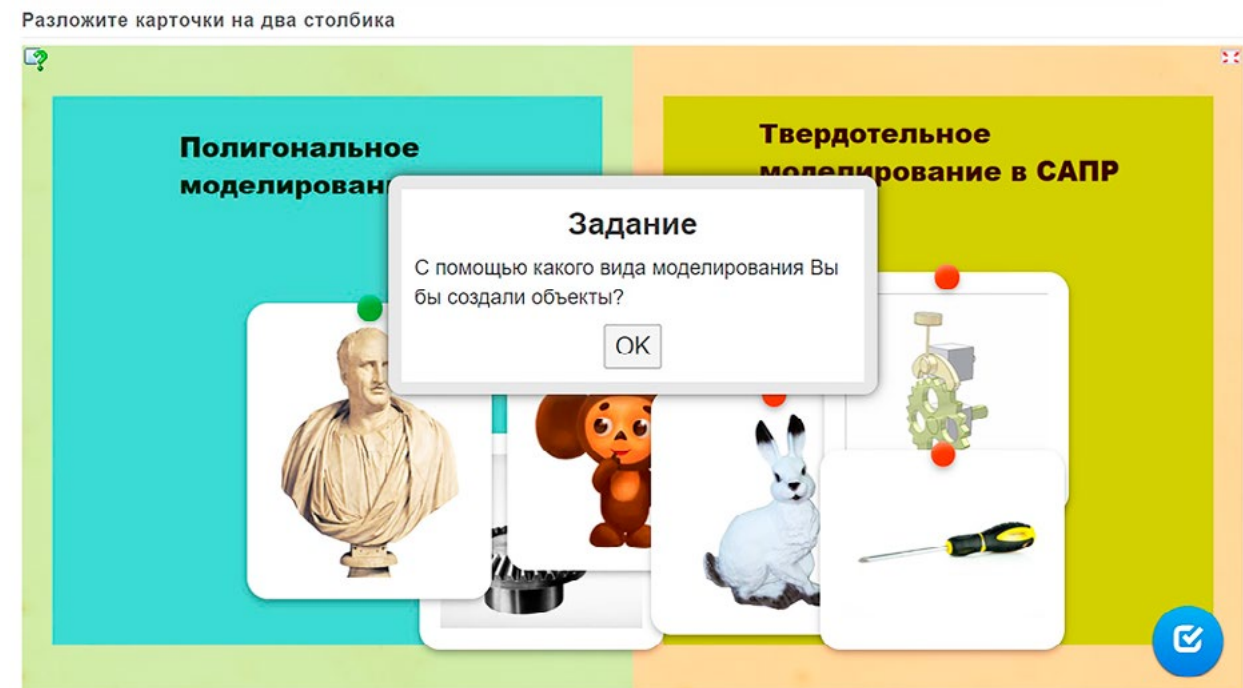 Разложите карточки на два столбика
Полигональное
моделирован
Твердотельное
моделирование в САПР
Задание
С помощью какого вида моделирования Вы
бы создали объекты?
OK